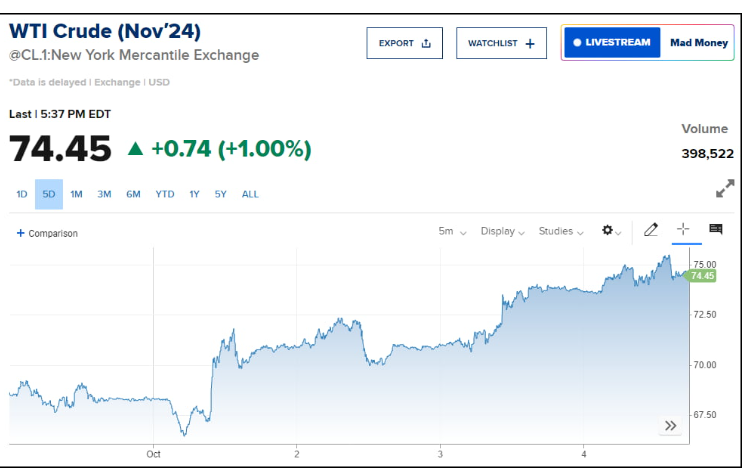 WTI Crude (Nov'24)
@CL.1:New York Mercantile Exchange
EXPORT
WATCHLIST +
LIVESTREAM Mad Money
*Data is delayed | Exchange | USD
Last | 5:37 PM EDT
74.45 ▲ +0.74 (+1.00%)
Volume
398,522
1D 5D 1M 3M 6M YTD 1Y 5Y ALL
+ Comparison
5m Display Studies
75.00
74.45
72.50
70.00
67.50
»
Oct 2 3 4